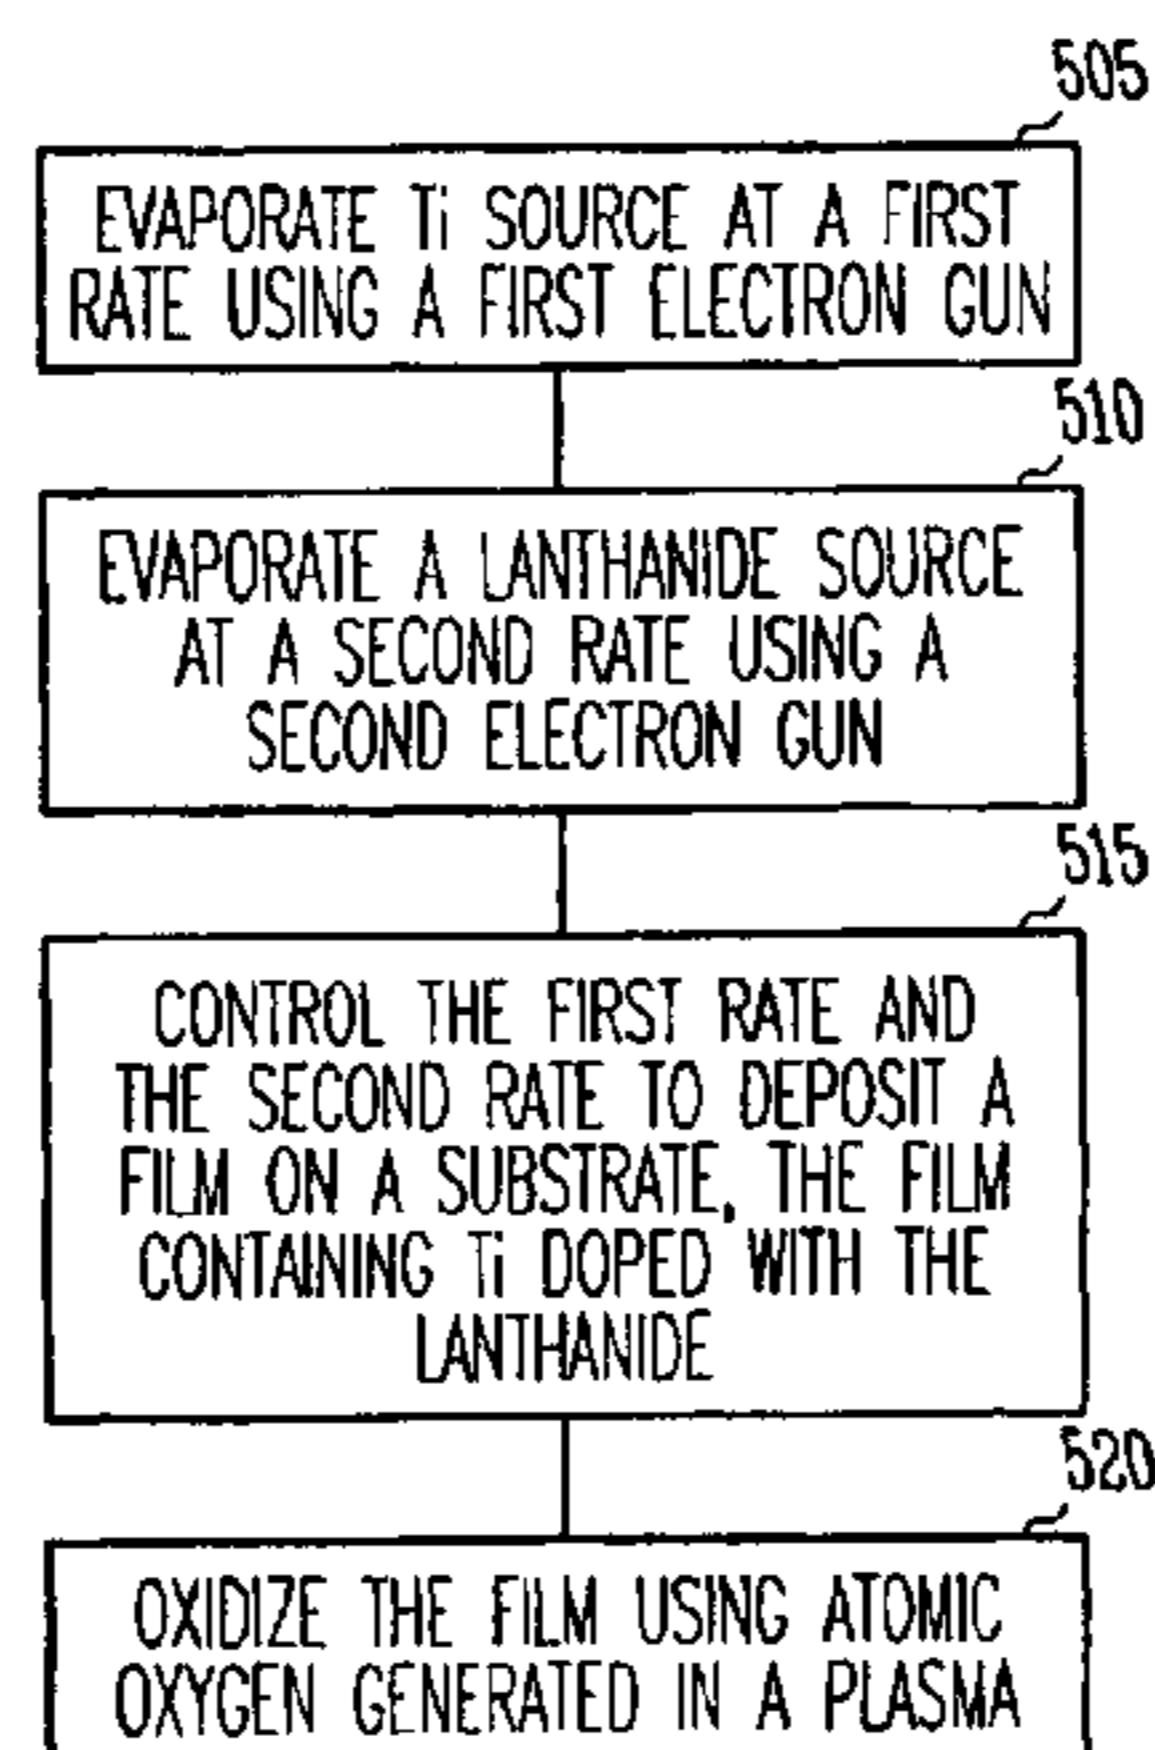 505
EVAPORATE Ti SOURCE AT A FIRST
RATE USING A FIRST ELECTRON GUN
510
EVAPORATE A LANTHANIDE SOURCE
AT A SECOND RATE USING A
SECOND ELECTRON GUN
515
CONTROL THE FIRST RATE AND
THE SECOND RATE TO DEPOSIT A
FILM ON A SUBSTRATE, THE FILM
CONTAINING Ti DOPED WITH THE
LANTHANIDE
520
OXIDIZE THE FILM USING ATOMIC
OXYGEN GENERATED IN A PLASMA